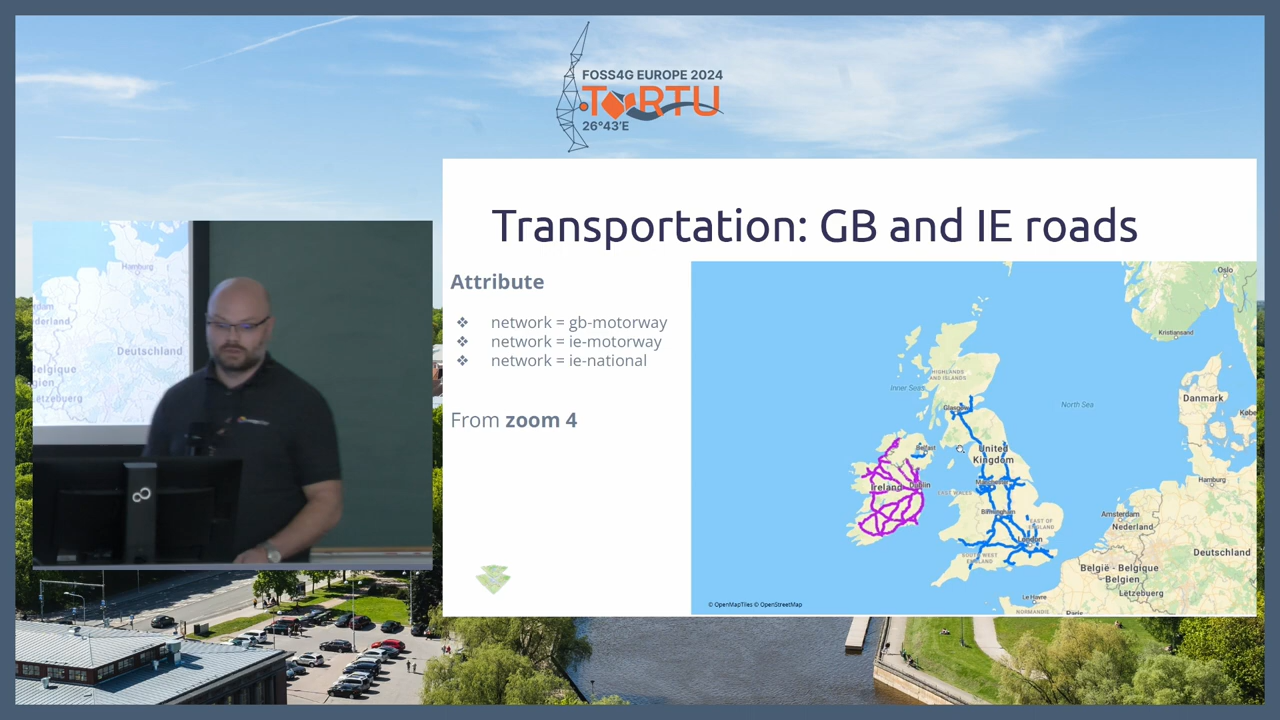 FOSS4G EUROPE 2024
TARTU
26°43'E
Transportation: GB and IE roads
Attribute
❖ network = gb-motorway
❖ network = ie-motorway
❖ network = ie-national
From zoom 4
Oslo
Kristiansand
HIGHLANDS
AND ISLANDS
Inner Seas
North Sea
Denmark
Glasgow
Belfast
United
Kingdom
Hamburg
Ireland
Dublin
Manchester
EAST WALES
Birmingham
EAST OF
ENGLAND
Amsterdam
Nederland
London
SOUTH WEST
ENGLAND
Deutschland
België - Belgique
Belgien
Lëtzebuerg
Le Havre
NORMANDIE
Paris
© OpenMapTiles © OpenStreetMap
Hamburg
Deutschland